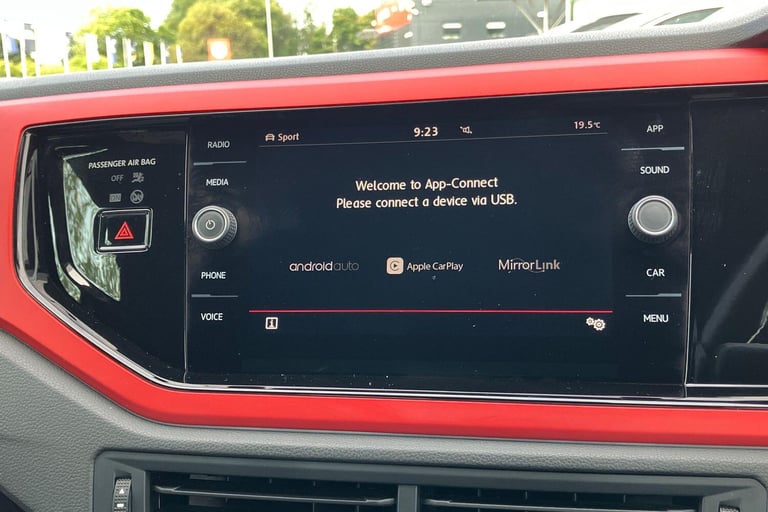 PASSENGER AIR BAG
OFF
ON
RADIO
MEDIA
PHONE
VOICE
Sport
9:23
19.5°C
Welcome to App-Connect
Please connect a device via USB.
androidauto
Apple CarPlay
MirrorLink
APP
SOUND
CAR
MENU